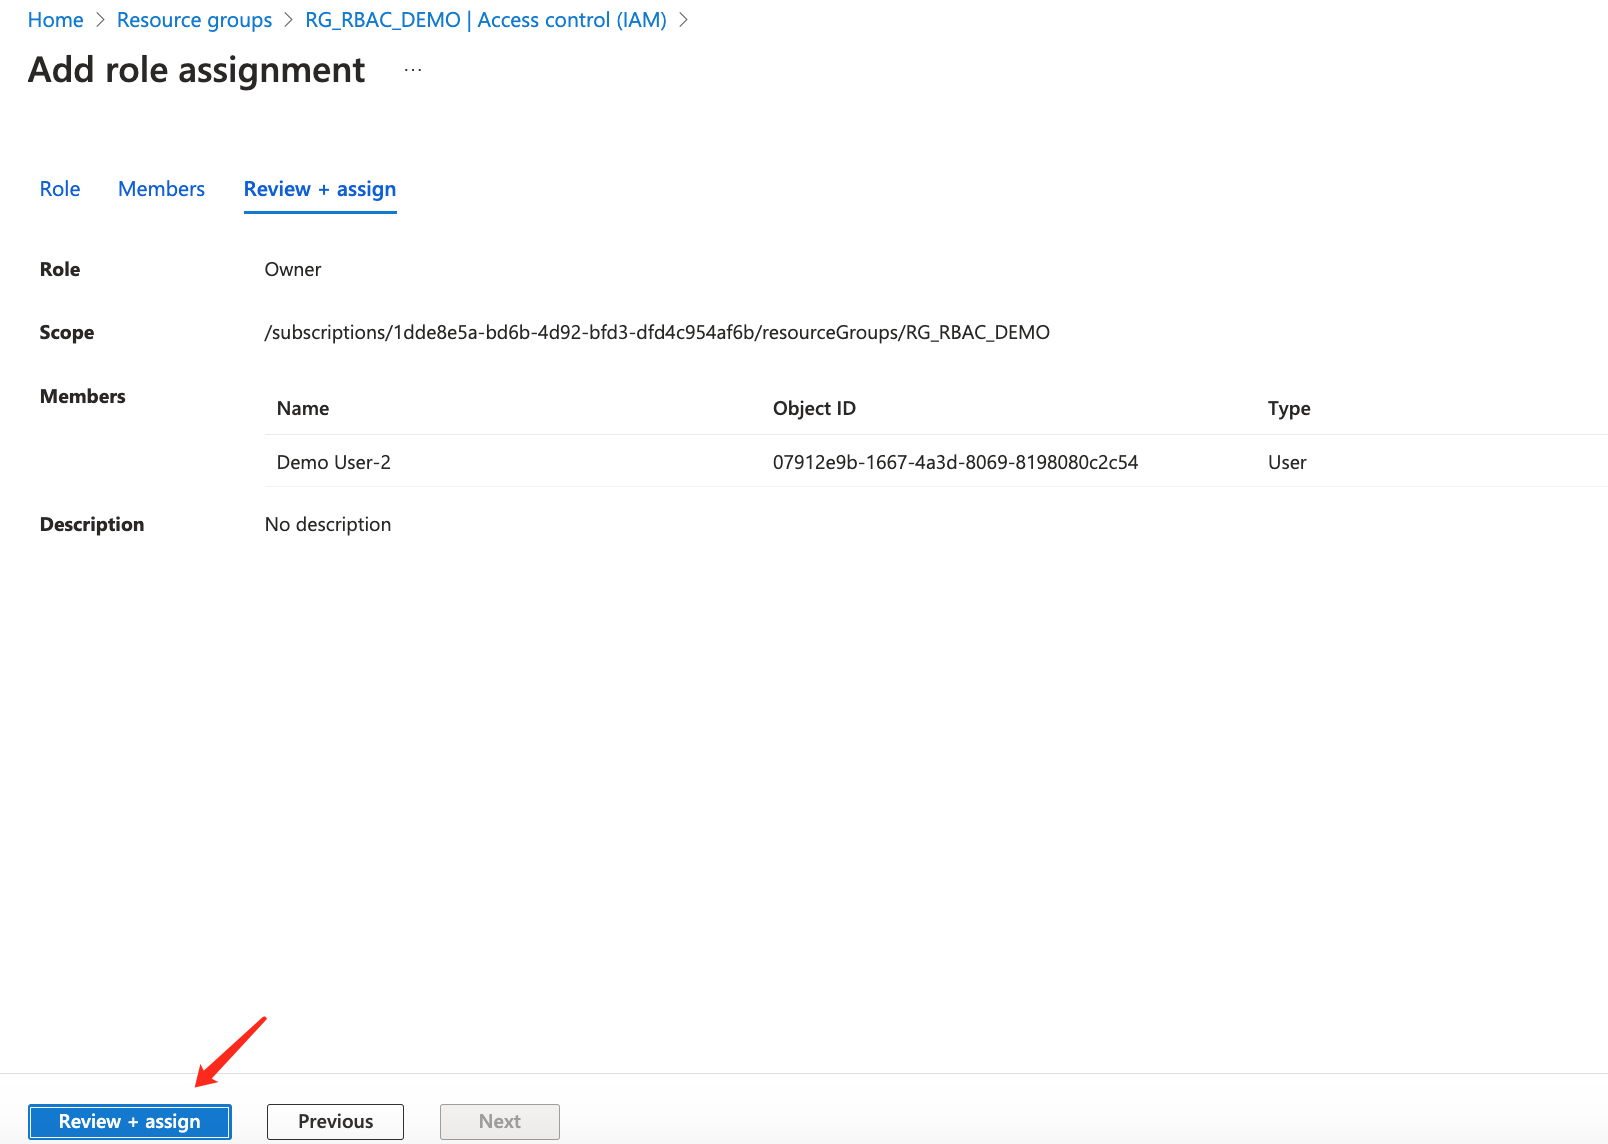 Home > Resource groups > RG_RBAC_DEMO | Access control (IAM) >
Add role assignment ...
Role Members Review + assign
Role Owner
Scope /subscriptions/1dde8e5a-bd6b-4d92-bfd3-dfd4c954af6b/resourceGroups/RG_RBAC_DEMO
Members
Name Object ID Type
Demo User-2 07912e9b-1667-4a3d-8069-8198080c2c54 User
Description No description
Review + assign Previous Next